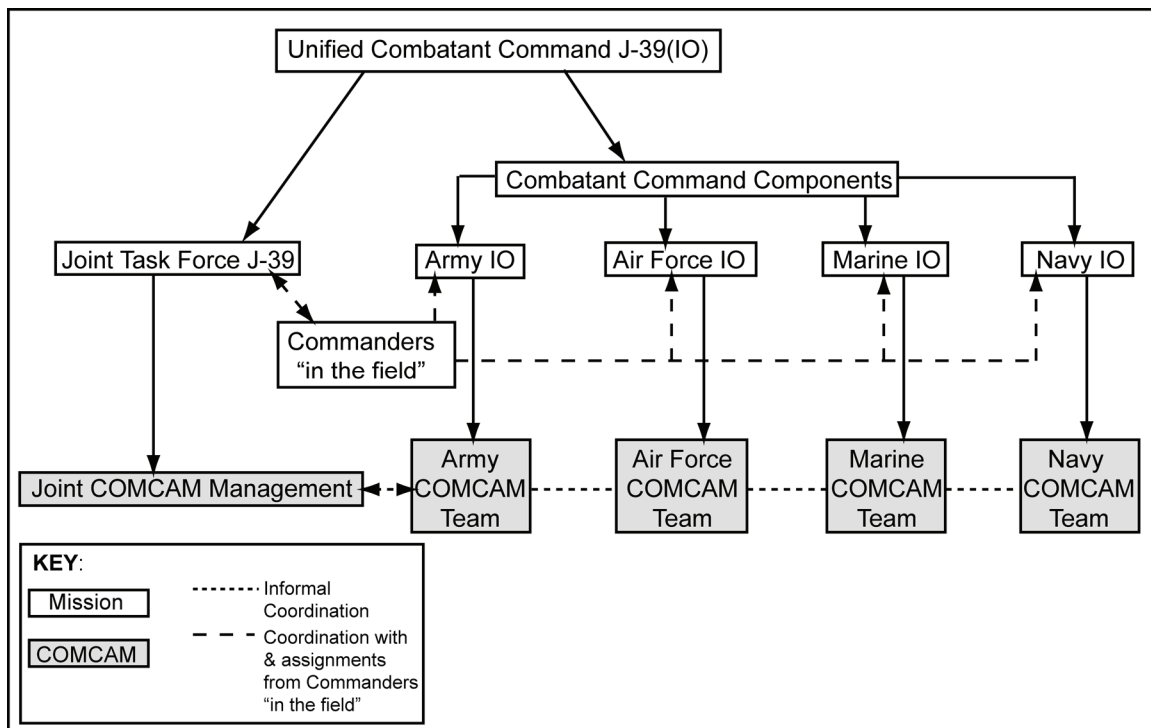 Unified Combatant Command J-39(IO)
Combatant Command Components
Joint Task Force J-39
Army IO
Air Force IO
Marine IO
Navy IO
Commanders
“in the field”
Joint COMCAM Management
Army
COMCAM
Team
Air Force
COMCAM
Team
Marine
COMCAM
Team
Navy
COMCAM
Team
KEY:
Mission
COMCAM
Informal
Coordination
Coordination with
& assignments
from Commanders
“in the field”